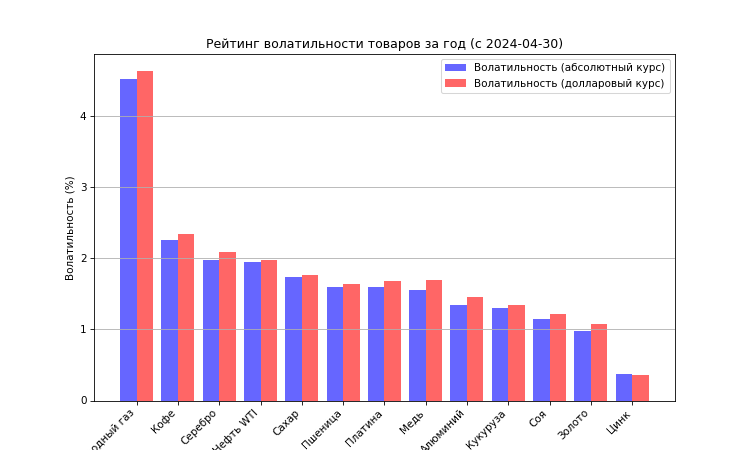 Рейтинг волатильности товаров за год (с 2024-04-30)
Волатильность (абсолютный курс)
Волатильность (долларовый курс)
Волатильность (%)
4
3
2
1
0
одный газ
Кофе
Серебро
Нефть WTI
Сахар
Пшеница
Платина
Медь
Алюминий
Кукуруза
Соя
Золото
Цинк